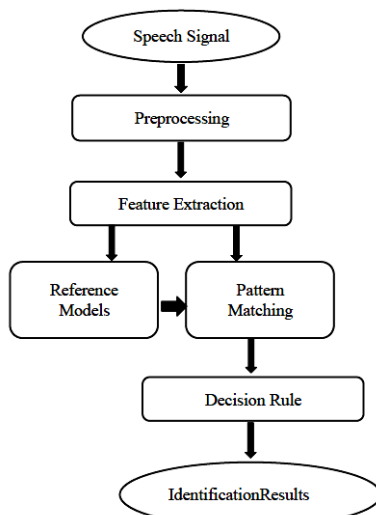 Speech Signal
Preprocessing
Feature Extraction
Reference
Models
Pattern
Matching
Decision Rule
IdentificationResults